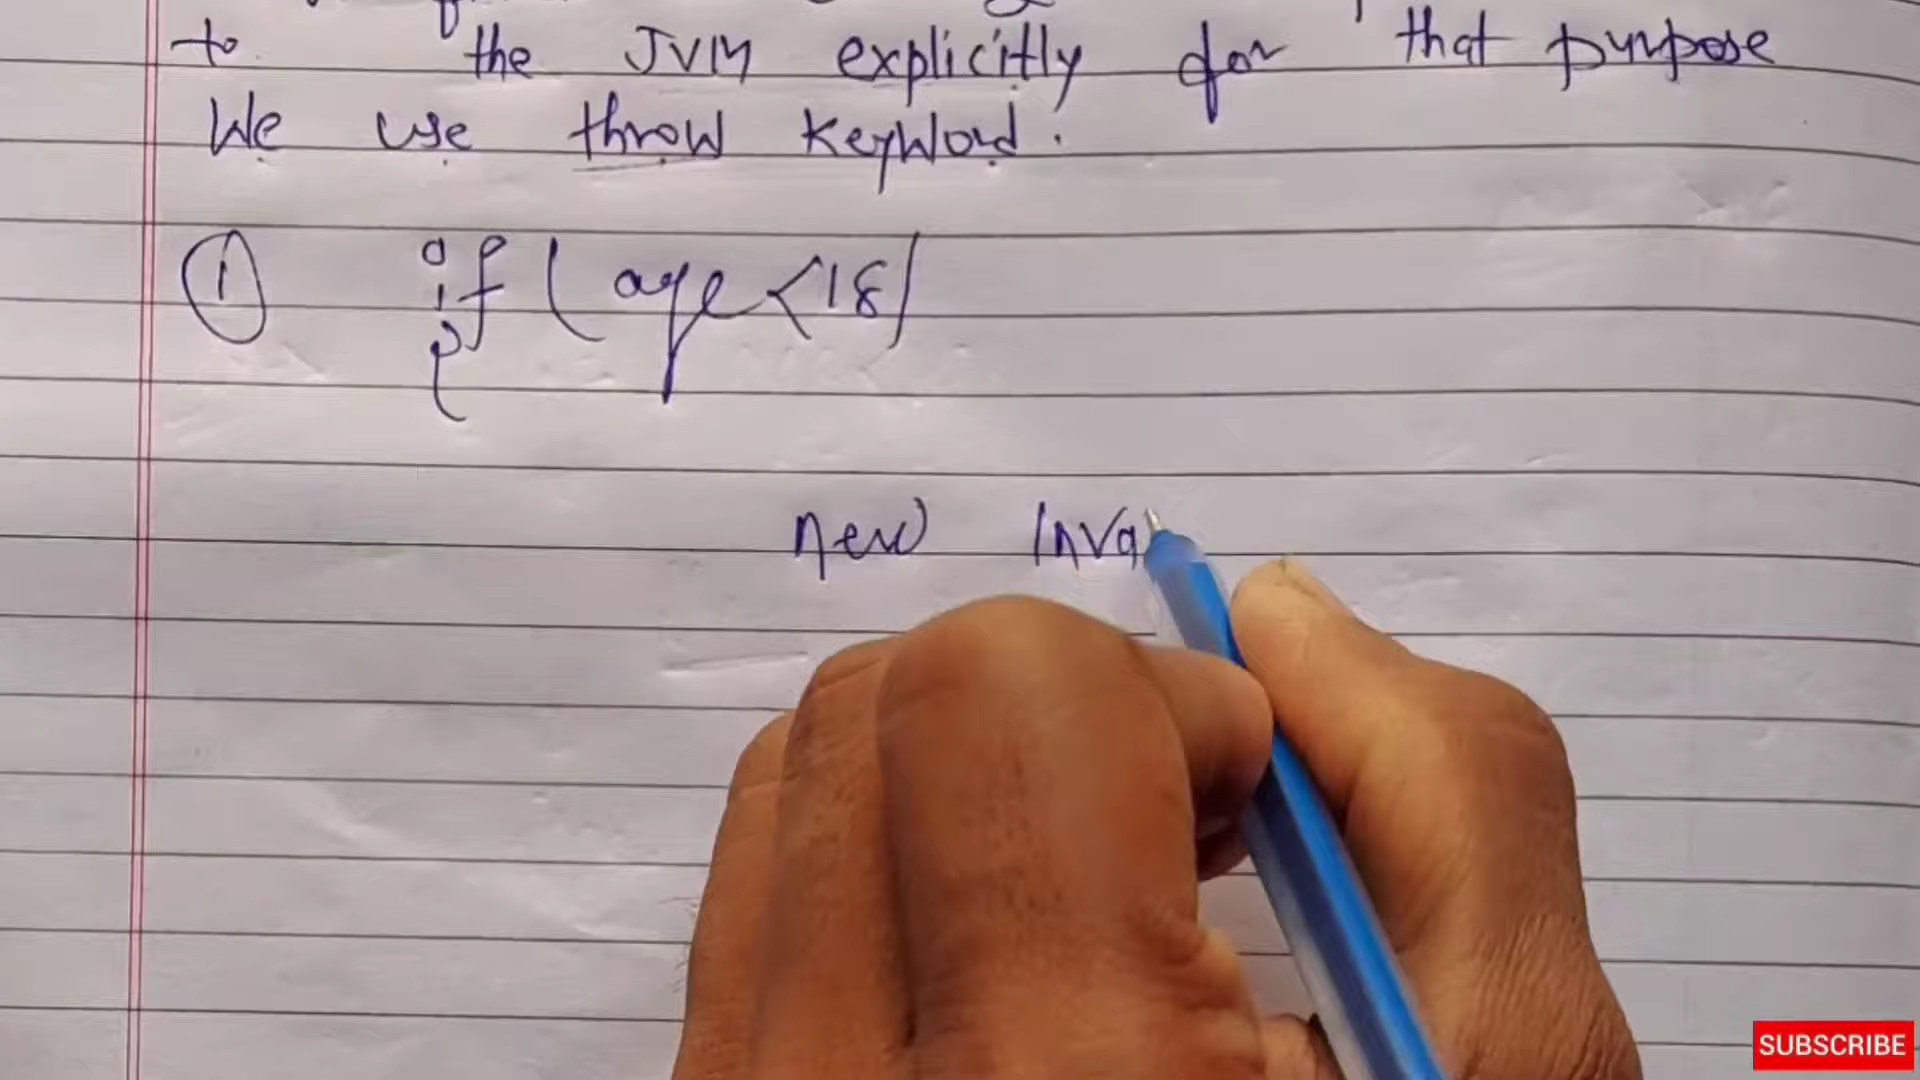 to the JVM explicitly for that purpose
We use throw keyword.
① if (age<18)
{
new Inva
SUBSCRIBE